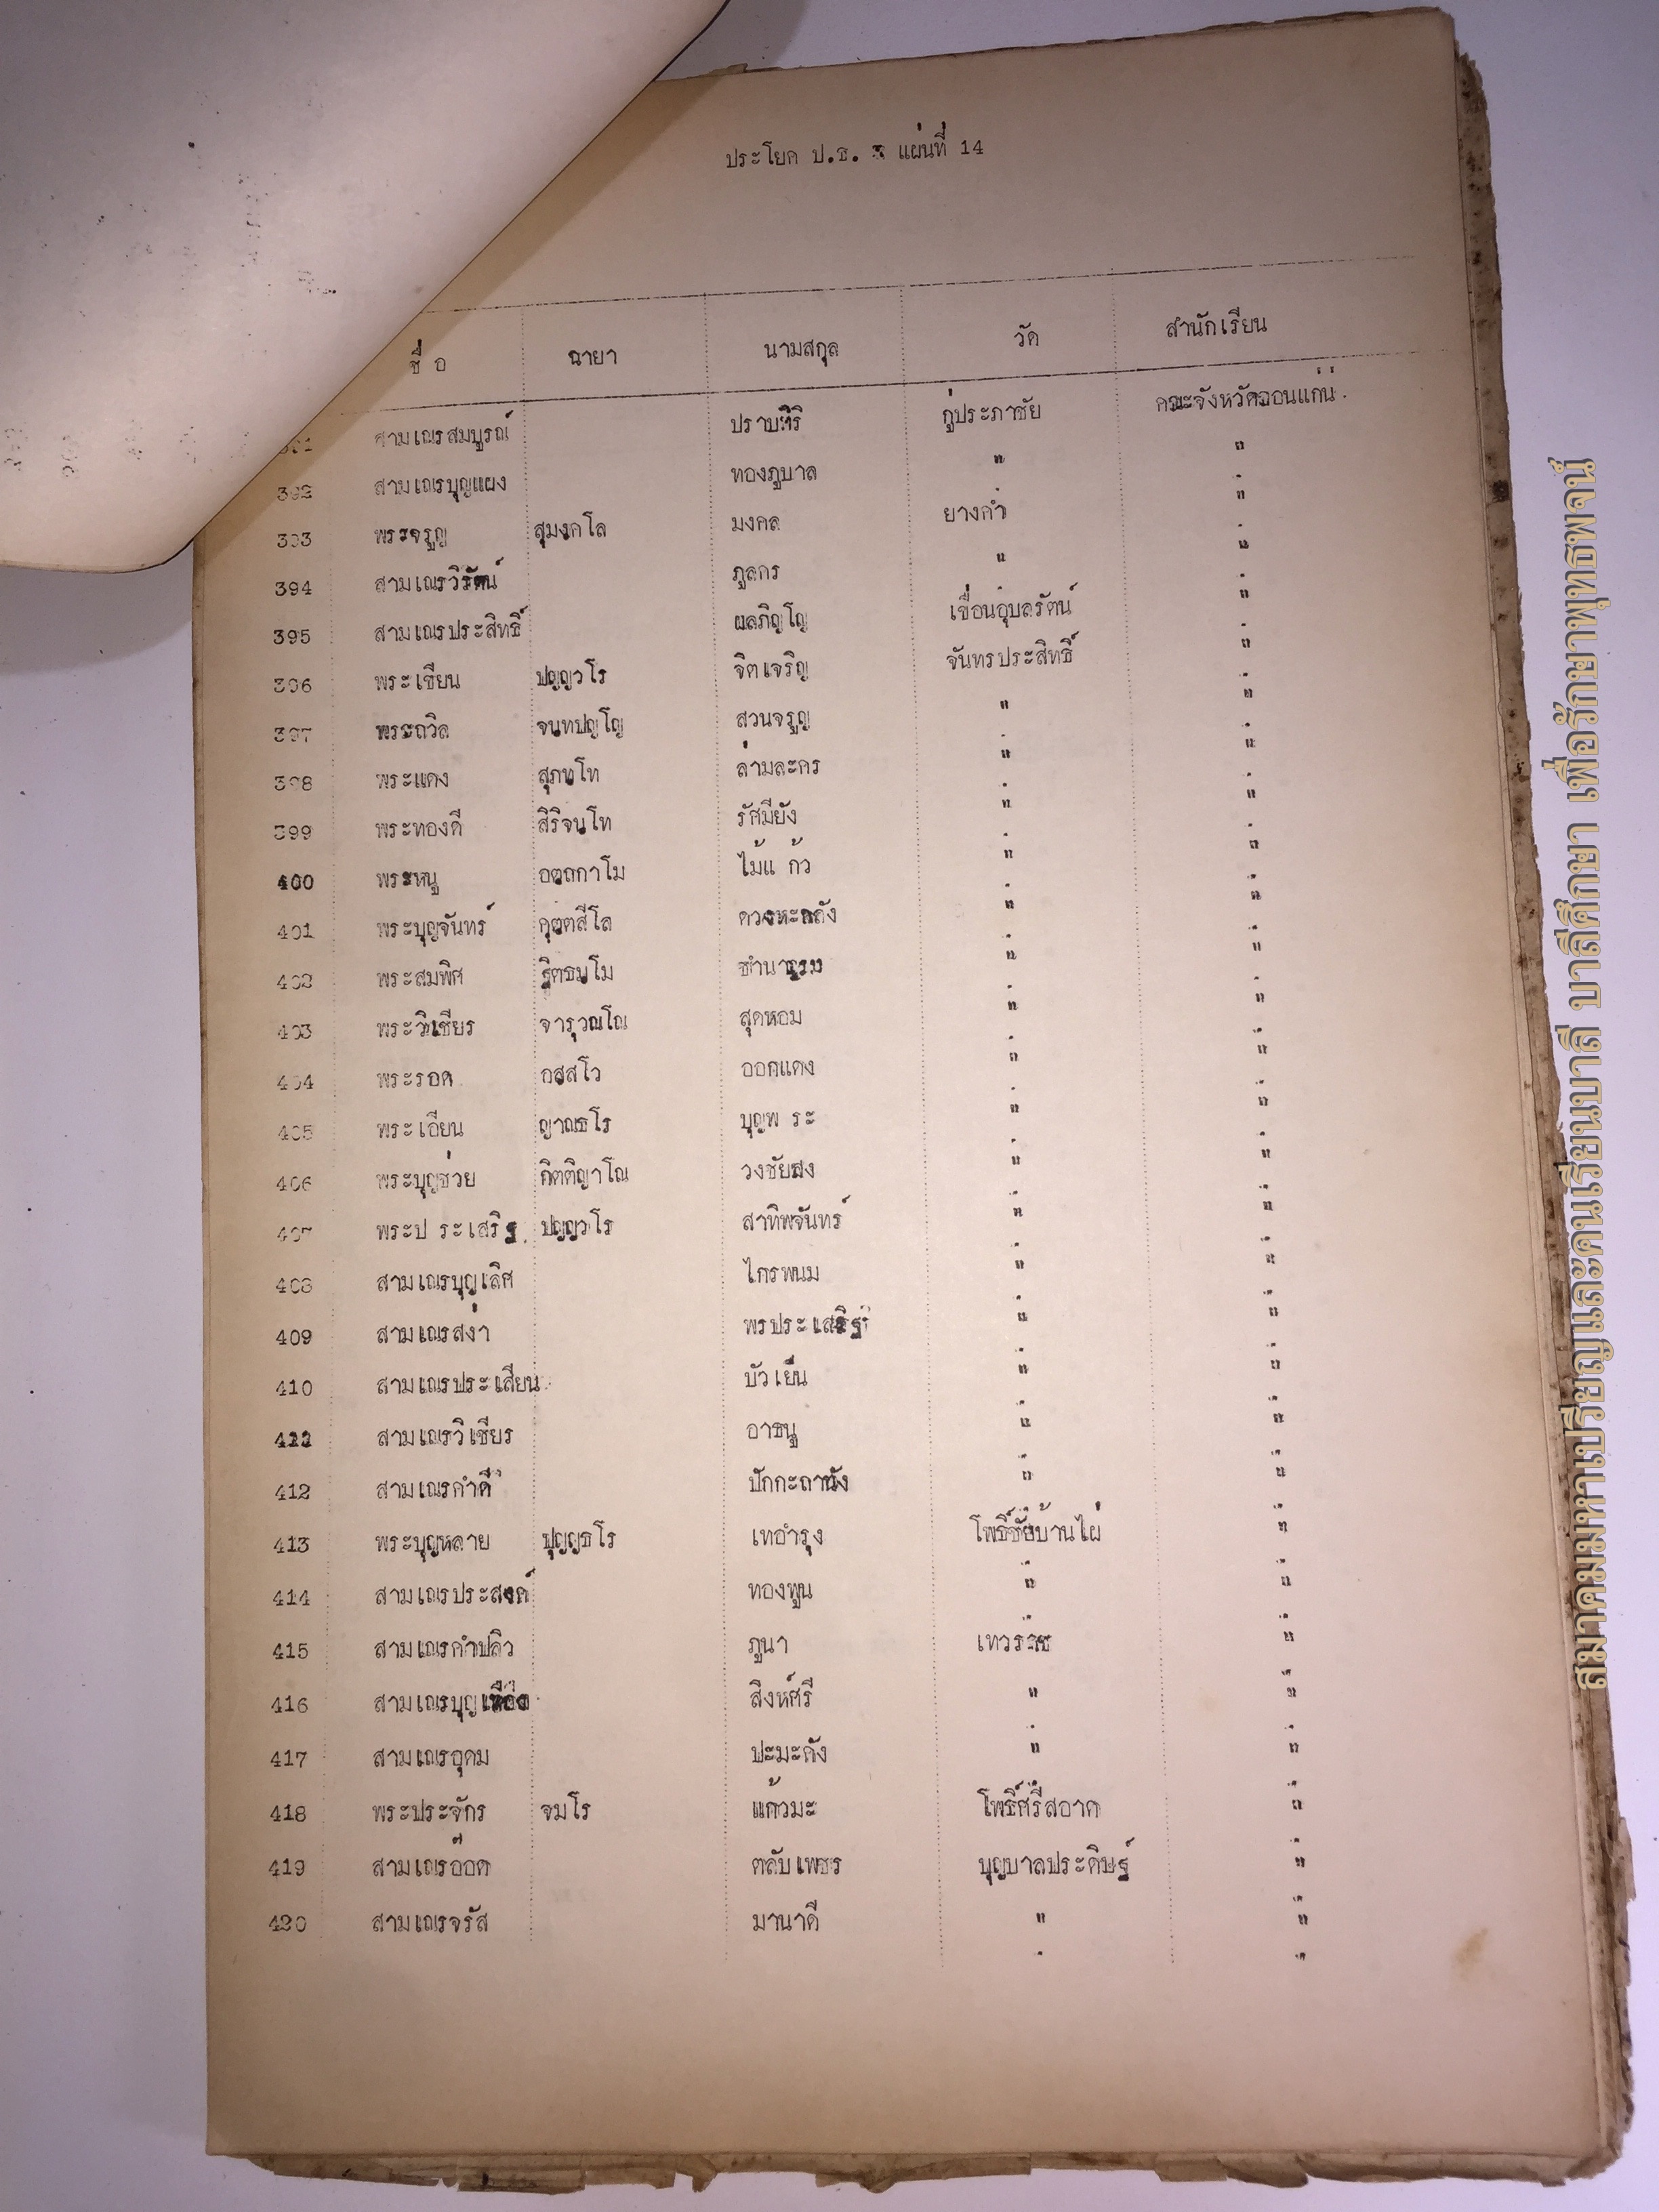 ประโยค ป.ธ. ๓ แผ่นที่ 14
ชื่อ ฉายา นามสกุล วัด สำนักเรียน
391 สามเณรสมบูรณ์ ปราบศิริ กู่ประภาชัย คณะจังหวัดขอนแก่น
392 สามเณรบุญแผง ทองภูบาล " "
393 พระจรูญ สุมงคโล มงคล ยางคำ "
394 สามเณรวิรัตน์ ภูลคร " "
395 สามเณรประสิทธิ์ ผลภิญโญ เขื่อนอุบลรัตน์ "
396 พระเขียน ปญญวโร จิตเจริญ จันทรประสิทธิ์ "
397 พระถวิล จนทปญโญ สวนจรูญ " "
398 พระแดง สุภทโท ล่ามละคร " "
399 พระทองดี สิริจนโท รัศมียัง " "
400 พระหนู อตถกาโม ไม้แก้ว " "
401 พระบุญจันทร์ คุตตสีโล " "
402 พระสมพิศ ฐิตธมโม " "
403 พระวิเชียร จารุวณโณ สุดหอม " "
404 พระรอด อสสโว ออกแดง " "
405 พระเอียน ญาณธโร บุญพ ระ " "
406 พระบุญช่วย กิตติญาโณ " "
407 พระป ระเสริฐ ปญญวโร สาทิพจันทร์ " "
408 สามเณรบุญเลิศ ไกรพนม " "
409 สามเณรสง่า พรประเสริฐ " "
410 สามเณรประเสียน บัวเย็น " "
411 สามเณรวิเชียร อาธนู " "
412 สามเณรคำดี ปักกะถานัง " "
413 พระบุญหลาย ปุญญธโร เทอำรุง โพธิ์ชัยบ้านไผ่ "
414 สามเณรประสงค์ ทองพูน " "
415 สามเณรคำปลิว ภูนา เทวราช "
416 สามเณรบุญ สิงห์ศรี " "
417 สามเณรอุดม ปะมะคัง " "
418 พระประจักร จมโร แก้วมะ โพธิ์ศรีสอาด "
419 สามเณรอ๊อด ตลับเพชร บุญบาลประดิษฐ์ "
420 สามเณรจรัส มานาดี " "
สมาคมมหาเปรียญและคนเรียนบาลี บาลีศึกษา เพื่อรักษาพุทธพจน์